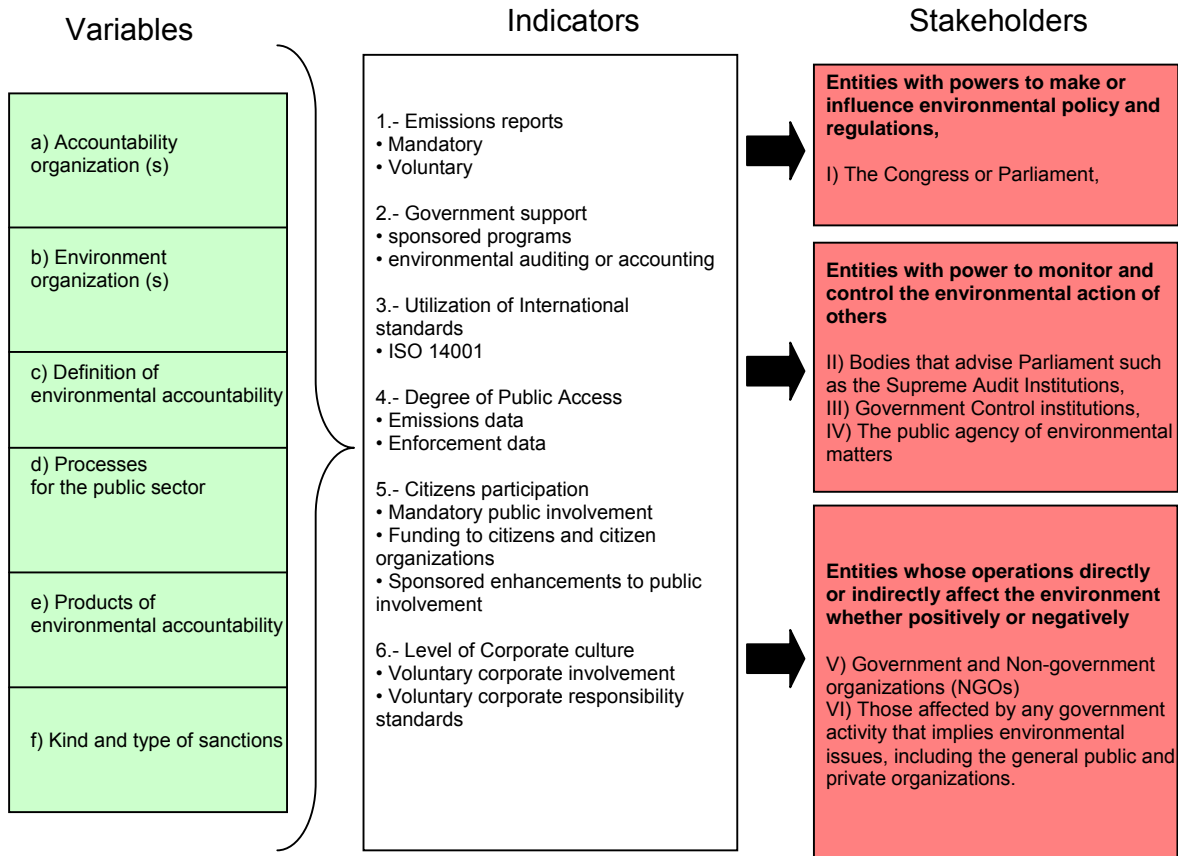 Variables
a) Accountability
organization (s)
b) Environment
organization (s)
c) Definition of
environmental accountability
d) Processes
for the public sector
e) Products of
environmental accountability
f) Kind and type of sanctions
Indicators
1.- Emissions reports
• Mandatory
• Voluntary
2.- Government support
• sponsored programs
• environmental auditing or accounting
3.- Utilization of International
standards
• ISO 14001
4.- Degree of Public Access
• Emissions data
• Enforcement data
5.- Citizens participation
• Mandatory public involvement
• Funding to citizens and citizen
organizations
• Sponsored enhancements to public
involvement
6.- Level of Corporate culture
• Voluntary corporate involvement
• Voluntary corporate responsibility
standards
Stakeholders
Entities with powers to make or
influence environmental policy and
regulations,
I) The Congress or Parliament,
Entities with power to monitor and
control the environmental action of
others
II) Bodies that advise Parliament such
as the Supreme Audit Institutions,
III) Government Control institutions,
IV) The public agency of environmental
matters
Entities whose operations directly
or indirectly affect the environment
whether positively or negatively
V) Government and Non-government
organizations (NGOs)
VI) Those affected by any government
activity that implies environmental
issues, including the general public and
private organizations.